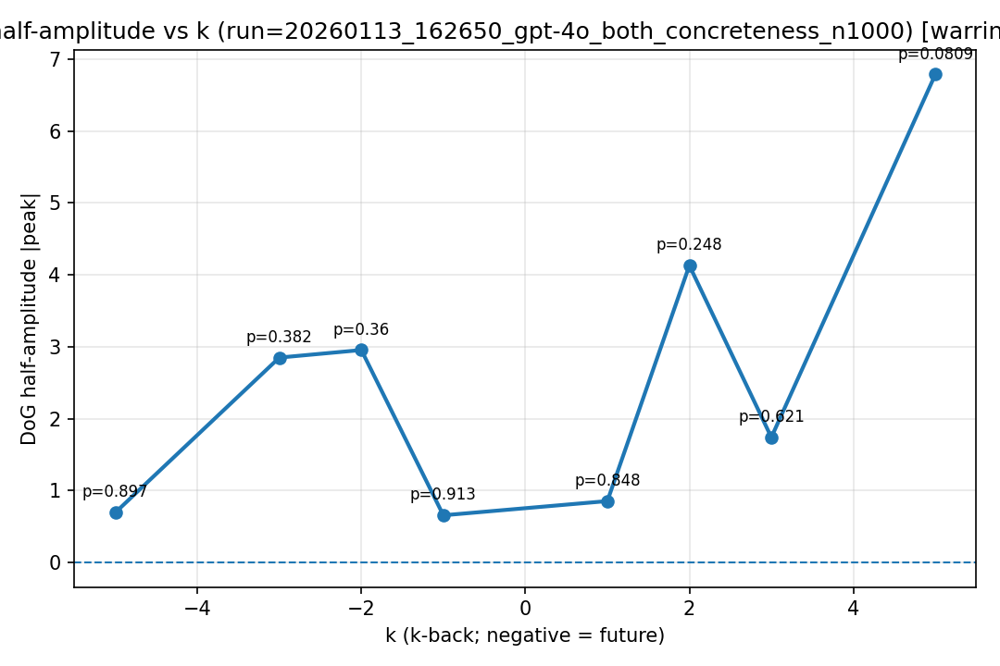 alf-amplitude vs k (run=20260113_162650_gpt-4o_both_concreteness_n1000) [warrin
p=0.0809
7
6
5
p=0.248
4
p=0.382
p=0.36
3
2
p=0.621
1
p=0.897
p=0.913
p=0.848
0
−4
−2
0
2
4
DoG half-amplitude |peak|
k (k-back; negative = future)